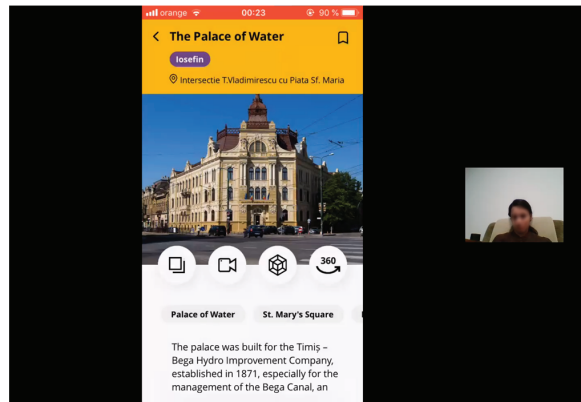 orange 00:23 90 %
The Palace of Water
Iosefin
Intersectie T.Vladimirescu cu Piata Sf. Maria
360
Palace of Water St. Mary's Square
The palace was built for the Timiș –
Bega Hydro Improvement Company,
established in 1871, especially for the
management of the Bega Canal, an